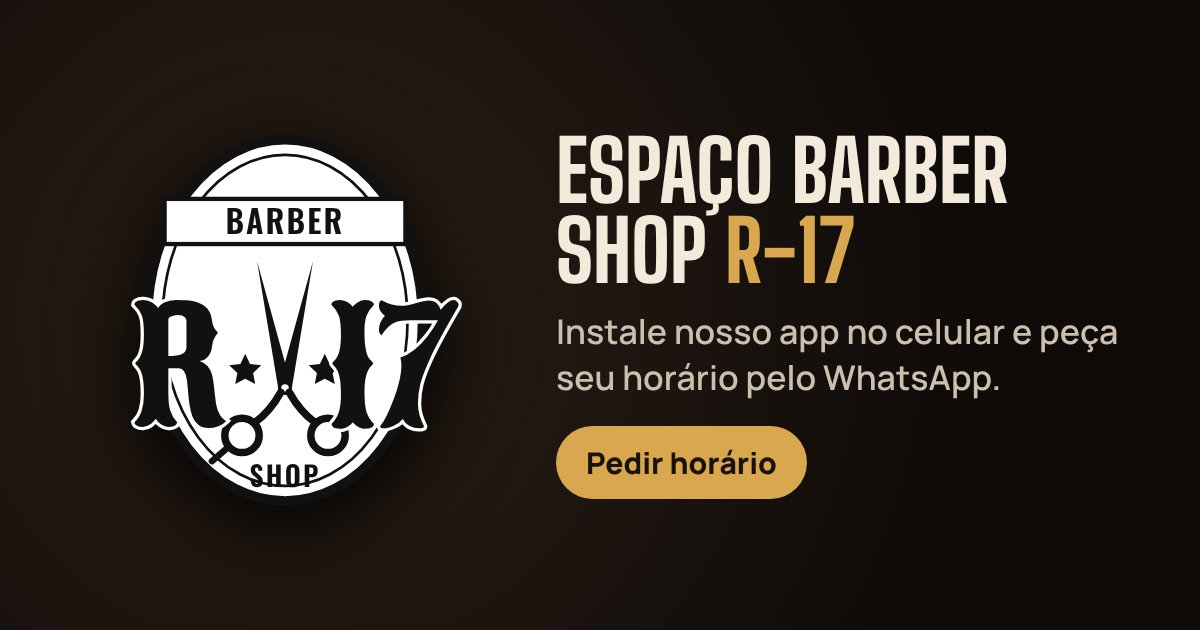 BARBER
R 17
SHOP
ESPAÇO BARBER
SHOP R-17
Instale nosso app no celular e peça
seu horário pelo WhatsApp.
Pedir horário